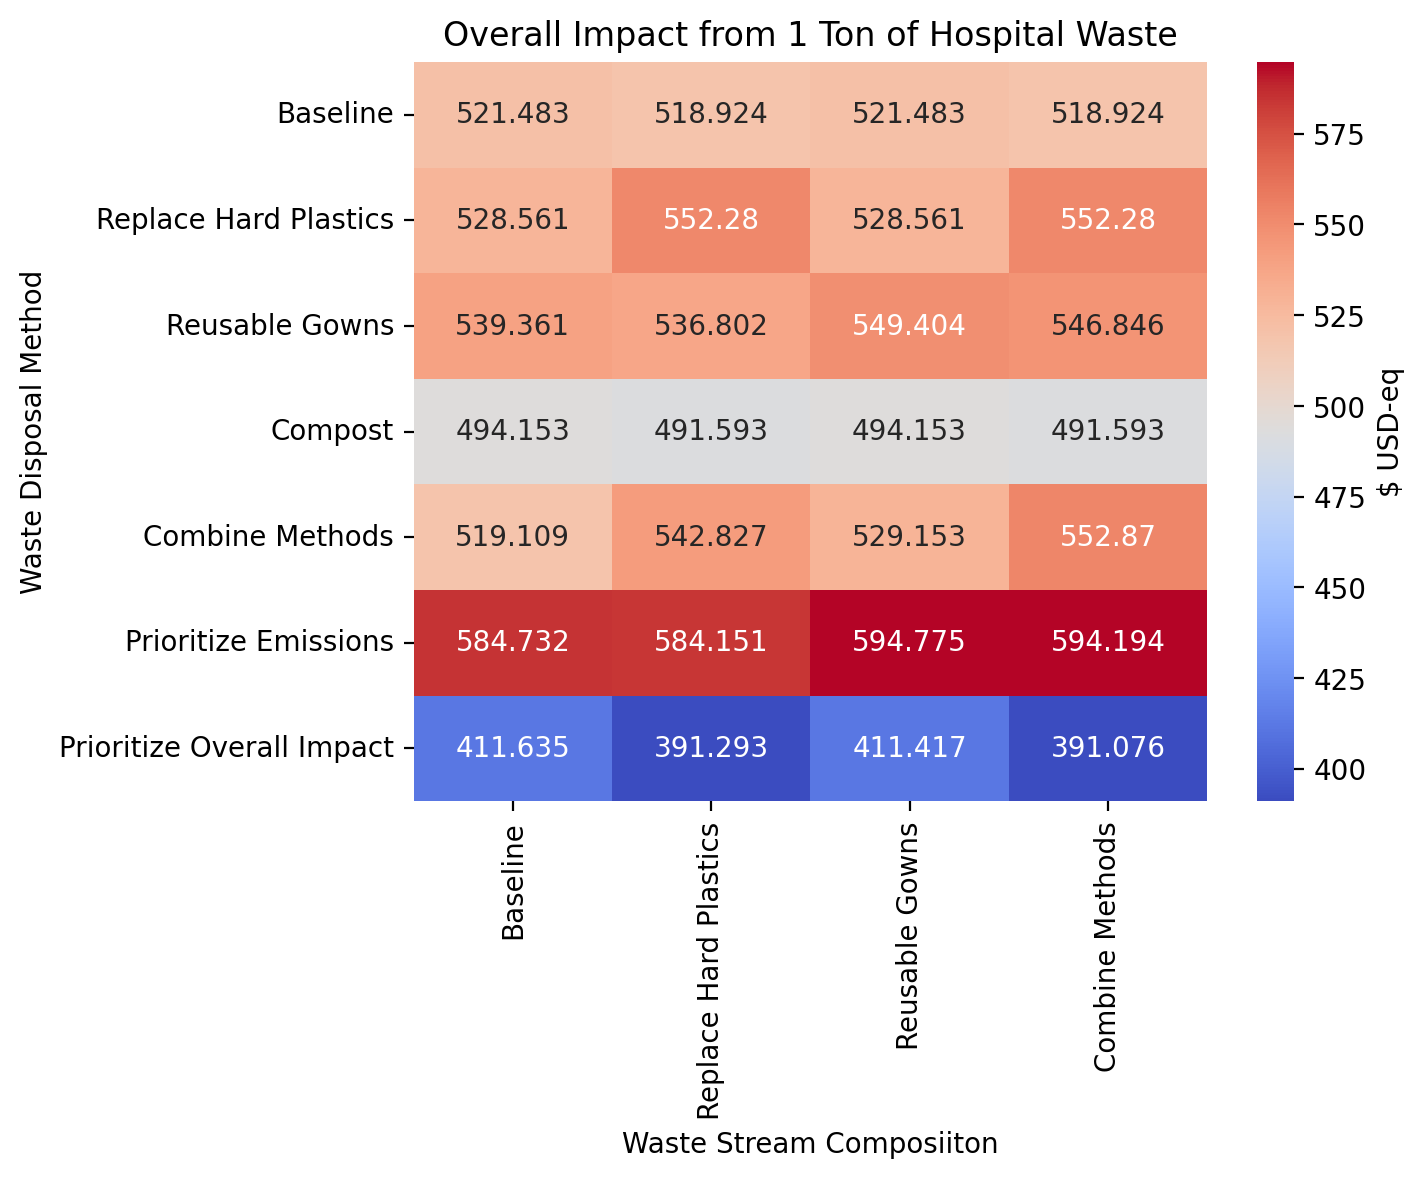 Overall Impact from 1 Ton of Hospital Waste
Waste Disposal Method
Baseline 521.483 518.924 521.483 518.924
Replace Hard Plastics 528.561 552.28 528.561 552.28
Reusable Gowns 539.361 536.802 549.404 546.846
Compost 494.153 491.593 494.153 491.593
Combine Methods 519.109 542.827 529.153 552.87
Prioritize Emissions 584.732 584.151 594.775 594.194
Prioritize Overall Impact 411.635 391.293 411.417 391.076
Baseline
Replace Hard Plastics
Reusable Gowns
Combine Methods
Waste Stream Composiiton
575
550
525
500
475
450
425
400
$ USD-eq